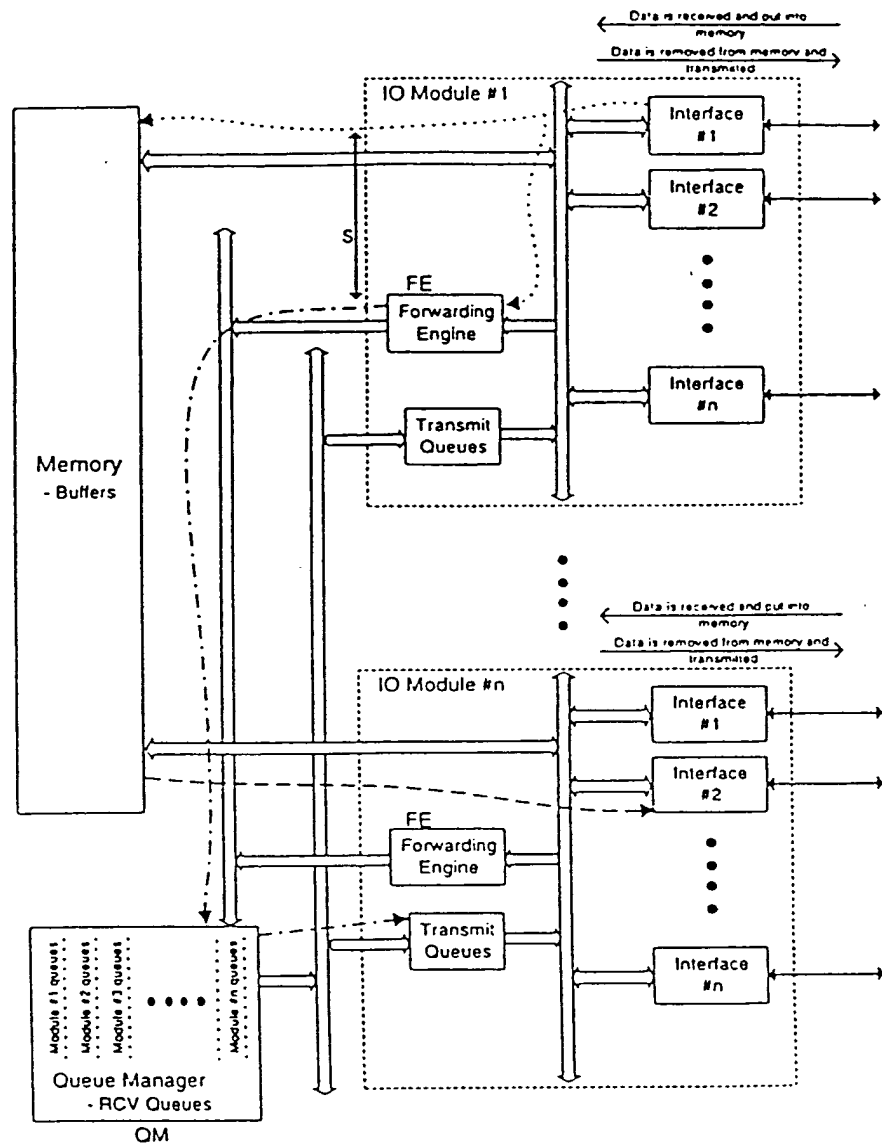 Data is received and put into
memory
Data is removed from memory and
transmitted
IO Module #1
Interface
#1
Interface
#2
S
FE
Forwarding
Engine
Interface
#n
Transmit
Queues
Memory
- Buffers
Data is received and put into
memory
Data is removed from memory and
transmitted
IO Module #n
Interface
#1
Interface
#2
FE
Forwarding
Engine
Transmit
Queues
Interface
#n
Module #1 queues
Module #2 queues
Module #3 queues
Module #n queues
Queue Manager
- RCV Queues
QM